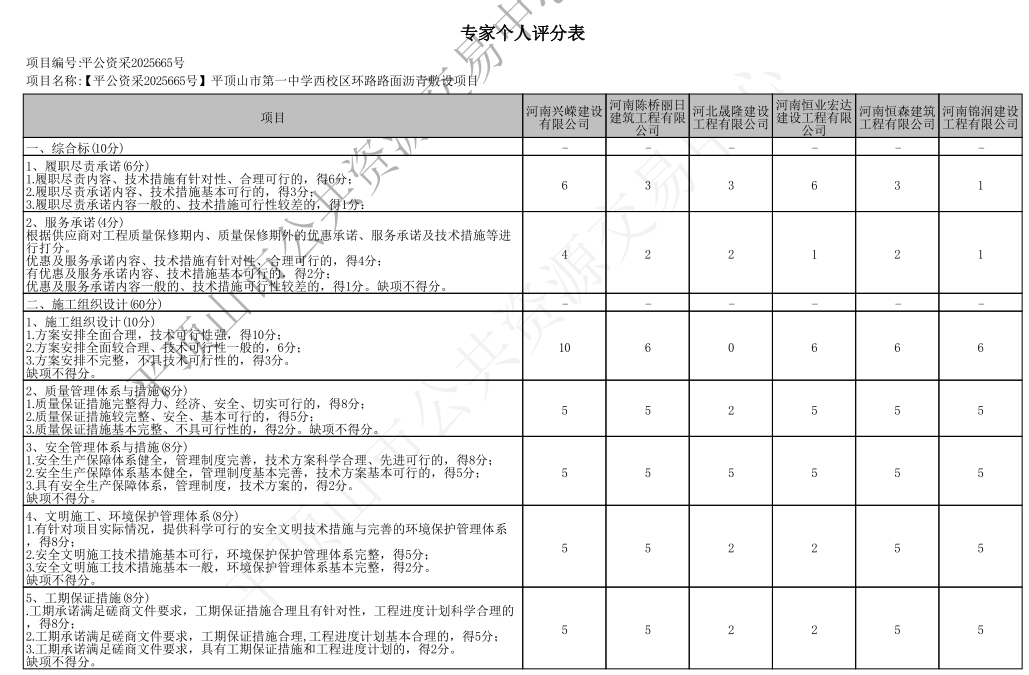 专家个人评分表
项目编号:平公资采2025665号
项目名称:【平公资采2025665号】平顶山市第一中学西校区环路路面沥青敷设项目
项目 河南兴嵘建设有限公司 河南陈桥丽日建筑工程有限公司 河北晟隆建设工程有限公司 河南恒业宏达建设工程有限公司 河南恒森建筑工程有限公司 河南锦润建设工程有限公司
一、综合标(10分) - - - - - -
1、履职尽责承诺(6分)
1.履职尽责内容、技术措施有针对性、合理可行的，得6分;
2.履职尽责承诺内容、技术措施基本可行的，得3分;
3.履职尽责承诺内容一般的、技术措施可行性较差的，得1分;
6 3 3 6 3 1
2、服务承诺(4分)
根据供应商对工程质量保修期内、质量保修期外的优惠承诺、服务承诺及技术措施等进
行打分。
优惠及服务承诺内容、技术措施有针对性、合理可行的，得4分;
有优惠及服务承诺内容、技术措施基本可行的，得2分;
优惠及服务承诺内容一般的、技术措施可行性较差的，得1分。缺项不得分。
4 2 2 1 2 1
二、施工组织设计(60分) - - - - - -
1、施工组织设计(10分)
1.方案安排全面合理，技术可行性强，得10分;
2.方案安排全面较合理、技术可行性一般的，6分;
3.方案安排不完整，不具技术可行性的，得3分。
缺项不得分。
10 6 0 6 6 6
2、质量管理体系与措施(8分)
1.质量保证措施完整得力、经济、安全、切实可行的，得8分;
2.质量保证措施较完整、安全、基本可行的，得5分;
3.质量保证措施基本完整、不具可行性的，得2分。缺项不得分。
5 5 2 5 5 5
3、安全管理体系与措施(8分)
1.安全生产保障体系健全，管理制度完善，技术方案科学合理、先进可行的，得8分;
2.安全生产保障体系基本健全，管理制度基本完善，技术方案基本可行的，得5分;
3.具有安全生产保障体系，管理制度，技术方案的，得2分。
缺项不得分。
5 5 5 5 5 5
4、文明施工、环境保护管理体系(8分)
1.有针对项目实际情况，提供科学可行的安全文明技术措施与完善的环境保护管理体系
，得8分;
2.安全文明施工技术措施基本可行，环境保护保护管理体系完整，得5分;
3.安全文明施工技术措施基本一般，环境保护管理体系基本完整，得2分。
缺项不得分。
5 5 2 2 5 5
5、工期保证措施(8分)
.工期承诺满足磋商文件要求，工期保证措施合理且有针对性，工程进度计划科学合理的
，得8分;
2.工期承诺满足磋商文件要求，工期保证措施合理,工程进度计划基本合理的，得5分;
3.工期承诺满足磋商文件要求，具有工期保证措施和工程进度计划的，得2分。
缺项不得分。
5 5 2 2 5 5
平顶山市公共资源交易中心
平顶山市公共资源交易中心